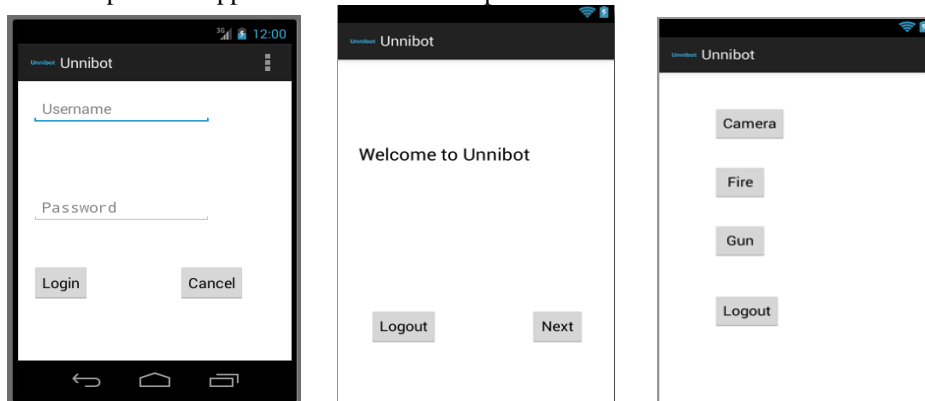 3G 12:00
Unnibot Unnibot
Username
Password
Login Cancel
Unnibot Unnibot
Welcome to Unnibot
Logout Next
Unnibot Unnibot
Camera
Fire
Gun
Logout